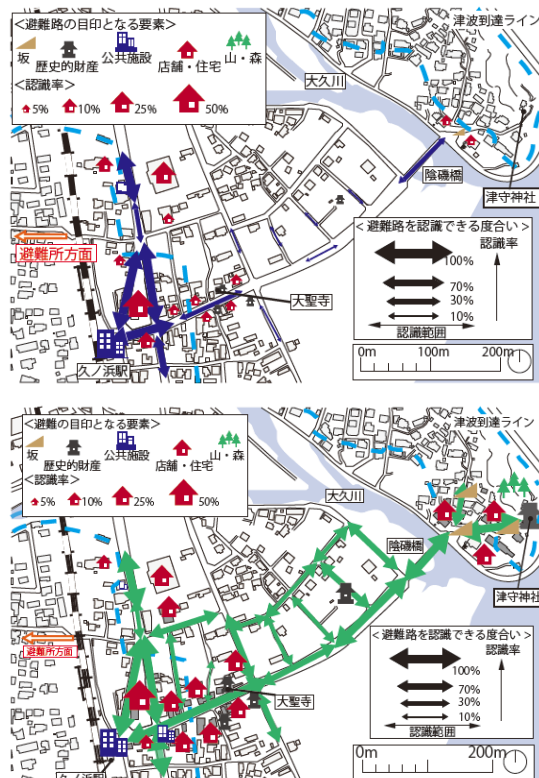 <避難路の目印となる要素>
坂 歴史的財産 公共施設 店舗・住宅 山・森
<認識率>
5% 10% 25% 50%
津波到達ライン
大久川
陰磯橋
津守神社
避難所方面
<避難路を認識できる度合い>
認識率
100%
70%
30%
10%
認識範囲
大聖寺
久ノ浜駅
0m 100m 200m
<避難の目印となる要素>
坂 歴史的財産 公共施設 店舗・住宅 山・森
<認識率>
5% 10% 25% 50%
津波到達ライン
大久川
陰磯橋
津守神社
避難所方面
<避難路を認識できる度合い>
認識率
100%
70%
30%
10%
認識範囲
大聖寺
久ノ浜駅
0m 200m